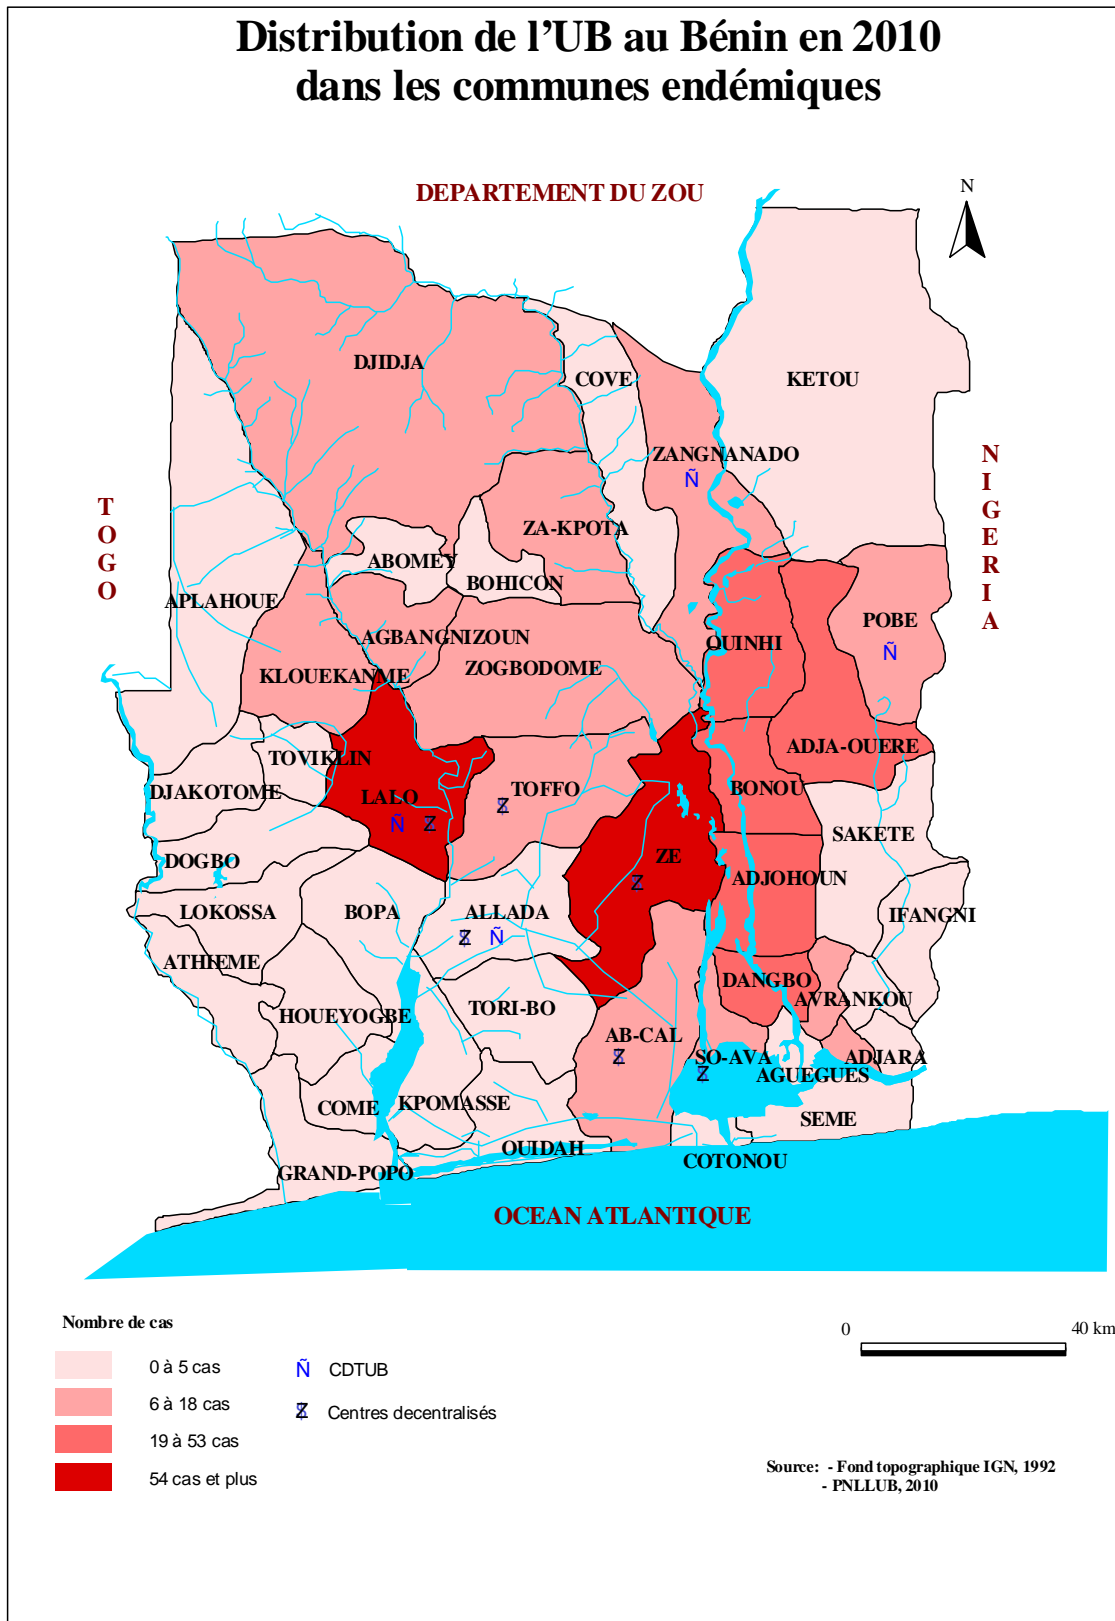 Distribution de l'UB au Bénin en 2010
dans les communes endémiques
DEPARTEMENT DU ZOU
N
DJIDJA
COVE
KETOU
ZANGNANADO
Ñ
NIGERIA
TOGO
ZA-KPOTA
ABOMEY
BOHICON
APLAHOUE
AGBANGNIZOUN
OUINHI
POBE
Ñ
KLOUEKANME
ZOGBODOME
TOVIKLIN
ADJA-OUERE
DJAKOTOME
LALO
Ñ
TOFFO
BONOU
SAKETE
DOGBO
ZE
ADJOHOUN
LOKOSSA
BOPA
ALLADA
Ñ
IFANGNI
ATHIEME
DANGBO
AVRANKOU
HOUEYOGBE
TORI-BO
AB-CAL
SO-AVA
ADJARA
AGUEGUES
COME
KPOMASSE
SEME
OUIDAH
COTONOU
GRAND-POPO
OCEAN ATLANTIQUE
Nombre de cas
0 à 5 cas
6 à 18 cas
19 à 53 cas
54 cas et plus
Ñ CDTUB
Centres decentralisés
0 40 km
Source: - Fond topographique IGN, 1992
- PNLLUB, 2010